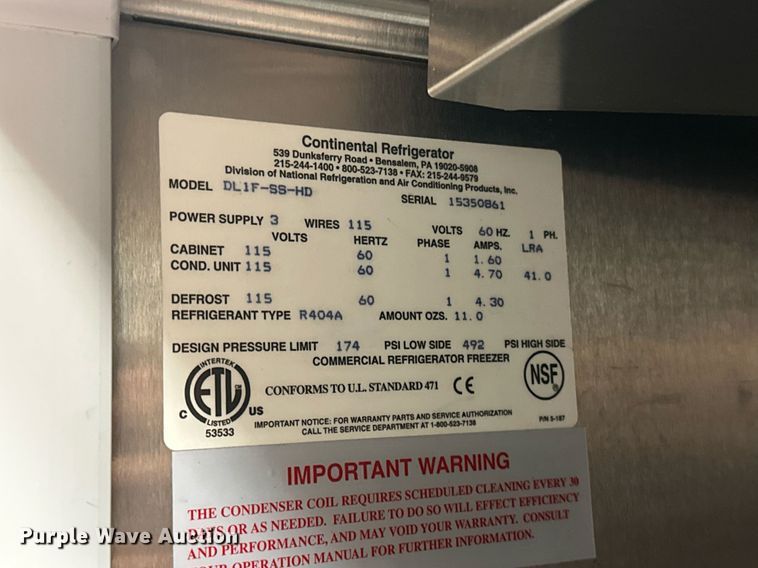 Continental Refrigerator
539 Dunksferry Road • Bensalem, PA 19020-5908
215-244-1400 • 800-523-7138 • FAX: 215-244-9579
Division of National Refrigeration and Air Conditioning Products, Inc.
MODEL DL1F-SS-HD SERIAL 15350861
POWER SUPPLY 3 WIRES 115 VOLTS 60 HZ. 1 PH.
VOLTS HERTZ PHASE AMPS. LRA
CABINET 115 60 1 1.60
COND. UNIT 115 60 1 4.70 41.0
DEFROST 115 60 1 4.30
REFRIGERANT TYPE R404A AMOUNT OZS. 11.0
DESIGN PRESSURE LIMIT 174 PSI LOW SIDE 492 PSI HIGH SIDE
COMMERCIAL REFRIGERATOR FREEZER
INTERTEK
ETL
LISTED
C US
53533
CONFORMS TO U.L. STANDARD 471 CE
NSF®
IMPORTANT NOTICE: FOR WARRANTY PARTS AND SERVICE AUTHORIZATION
CALL THE SERVICE DEPARTMENT AT 1-800-523-7138
P/N 5-187
IMPORTANT WARNING
THE CONDENSER COIL REQUIRES SCHEDULED CLEANING EVERY 30
DAYS OR AS NEEDED. FAILURE TO DO SO WILL EFFECT EFFICIENCY
AND PERFORMANCE, AND MAY VOID YOUR WARRANTY. CONSULT
YOUR OPERATION MANUAL FOR FURTHER INFORMATION.
Purple Wave Auction